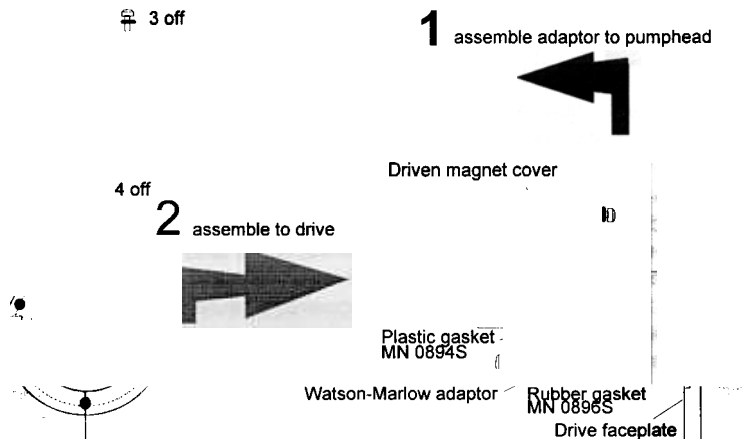 3 off
1 assemble adaptor to pumphead
Driven magnet cover
4 off
2 assemble to drive
Plastic gasket
MN 0894S
Watson-Marlow adaptor
Rubber gasket
MN 0896S
Drive faceplate